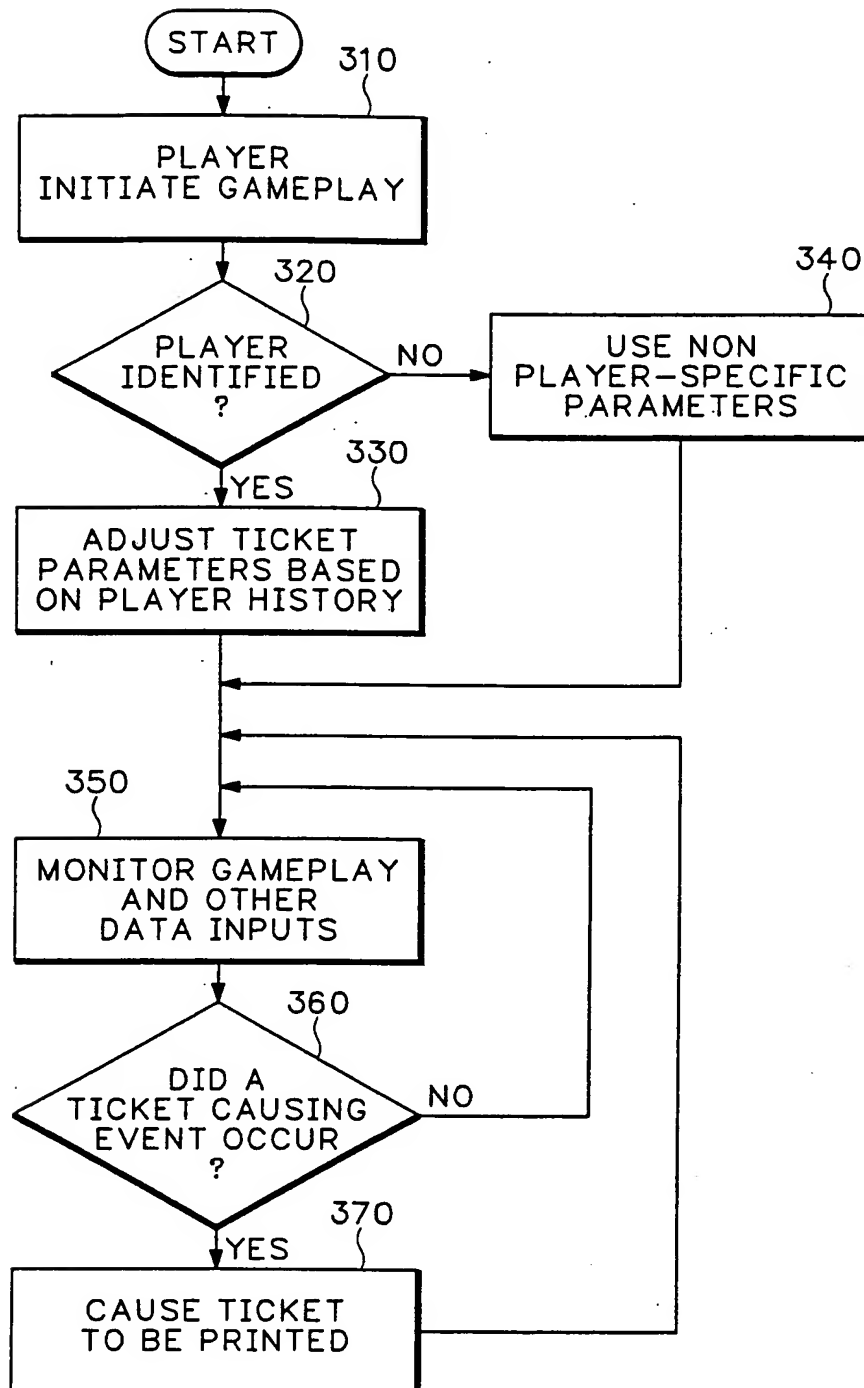 START
310
PLAYER
INITIATE GAMEPLAY
320
PLAYER
IDENTIFIED
?
NO
340
USE NON
PLAYER-SPECIFIC
PARAMETERS
YES
330
ADJUST TICKET
PARAMETERS BASED
ON PLAYER HISTORY
350
MONITOR GAMEPLAY
AND OTHER
DATA INPUTS
360
DID A
TICKET CAUSING
EVENT OCCUR
?
NO
YES
370
CAUSE TICKET
TO BE PRINTED